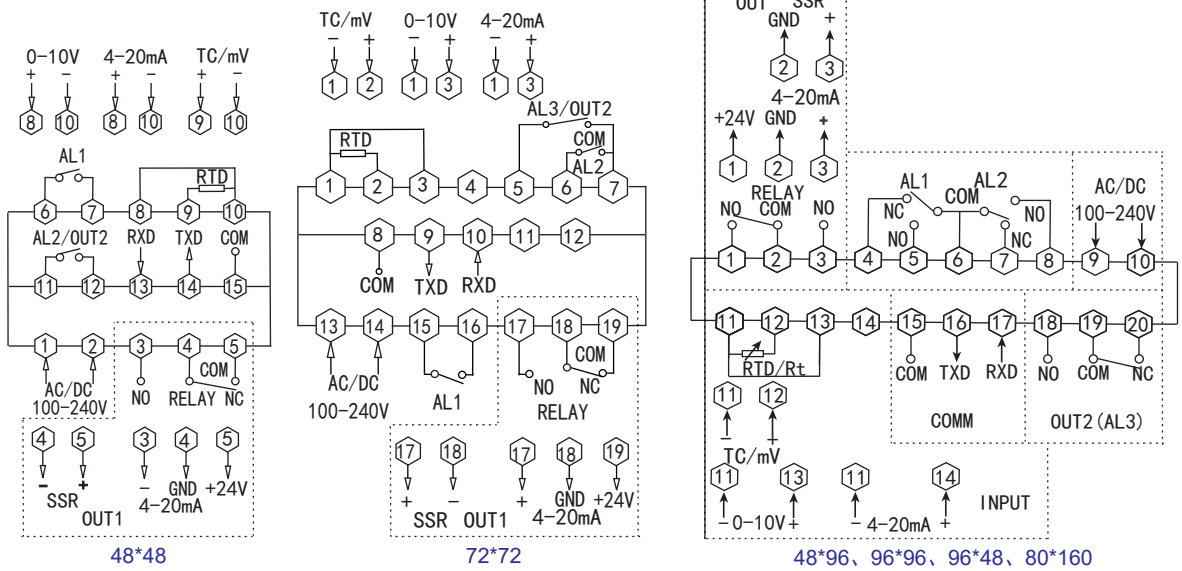 0-10V 4-20mA TC/mV
+ - + - + -
8 10 8 10 9 10
AL1
RTD
6 7 8 9 10
AL2/OUT2 RXD TXD COM
11 12 13 14 15
1 2 3 4 5
COM
AC/DC
100-240V
NO RELAY NC
4 5 3 4 5
- + - GND +24V
SSR 4-20mA
OUT1
48*48
TC/mV 0-10V 4-20mA
- + - + - +
1 2 1 3 1 3
AL3/OUT2
RTD
COM
AL2
1 2 3 4 5 6 7
8 9 10 11 12
COM TXD RXD
13 14 15 16 17 18 19
COM
AC/DC
100-240V
AL1
NO NC
RELAY
17 18 17 18 19
+ - + GND +24V
SSR OUT1 4-20mA
72*72
OUT SSR
GND +
2 3
4-20mA
+24V GND +
1 2 3
RELAY
NO COM NO
AL1 COM AL2
NC NO
NO NC
AC/DC
100-240V
1 2 3 4 5 6 7 8 9 10
11 12 13 14 15 16 17 18 19 20
RTD/Rt
COM TXD RXD NO COM NC
COMM OUT2(AL3)
11 12
- +
TC/mV
11 13 11 14
INPUT
-0-10V+ -4-20mA +
48*96、96*96、96*48、80*160